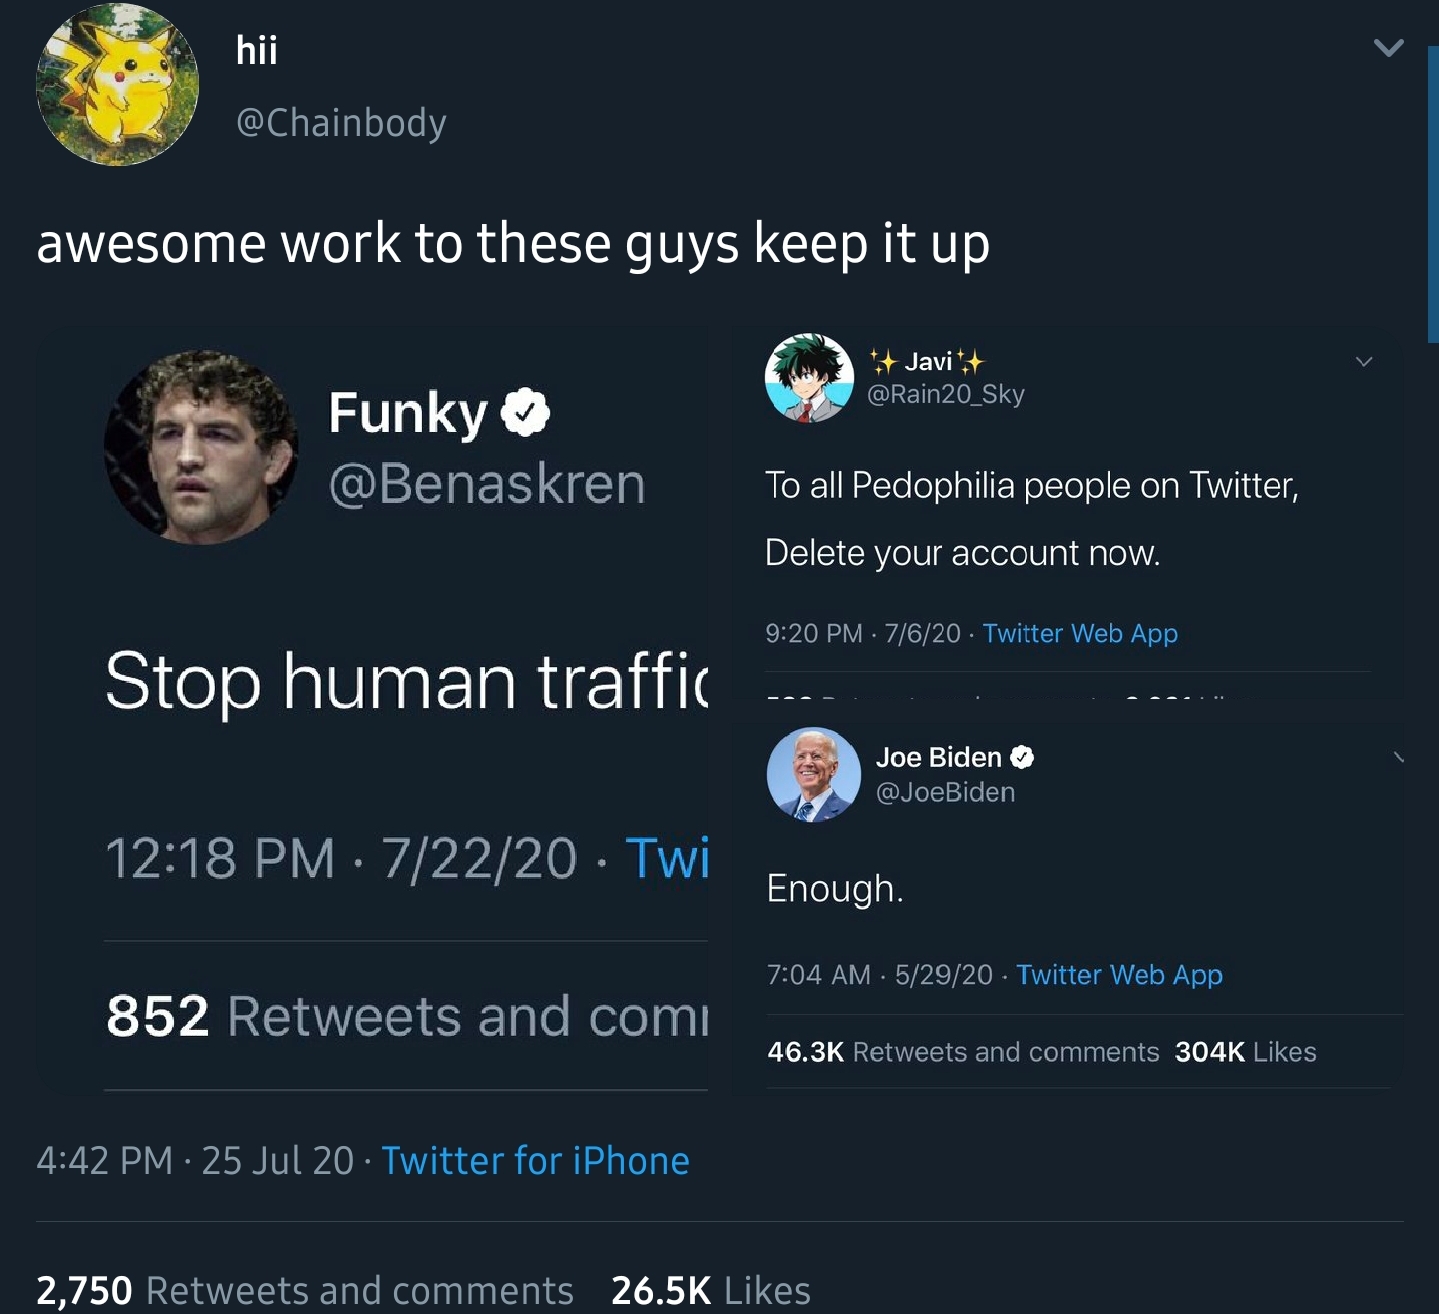 hii
@Chainbody
awesome work to these guys keep it up
Funky
@Benaskren
Stop human traffic
12:18 PM · 7/22/20 · Twi
852 Retweets and com
✨ Javi ✨
@Rain20_Sky
To all Pedophilia people on Twitter,
Delete your account now.
9:20 PM · 7/6/20 · Twitter Web App
Joe Biden
@JoeBiden
Enough.
7:04 AM · 5/29/20 · Twitter Web App
46.3K Retweets and comments 304K Likes
4:42 PM · 25 Jul 20 · Twitter for iPhone
2,750 Retweets and comments 26.5K Likes